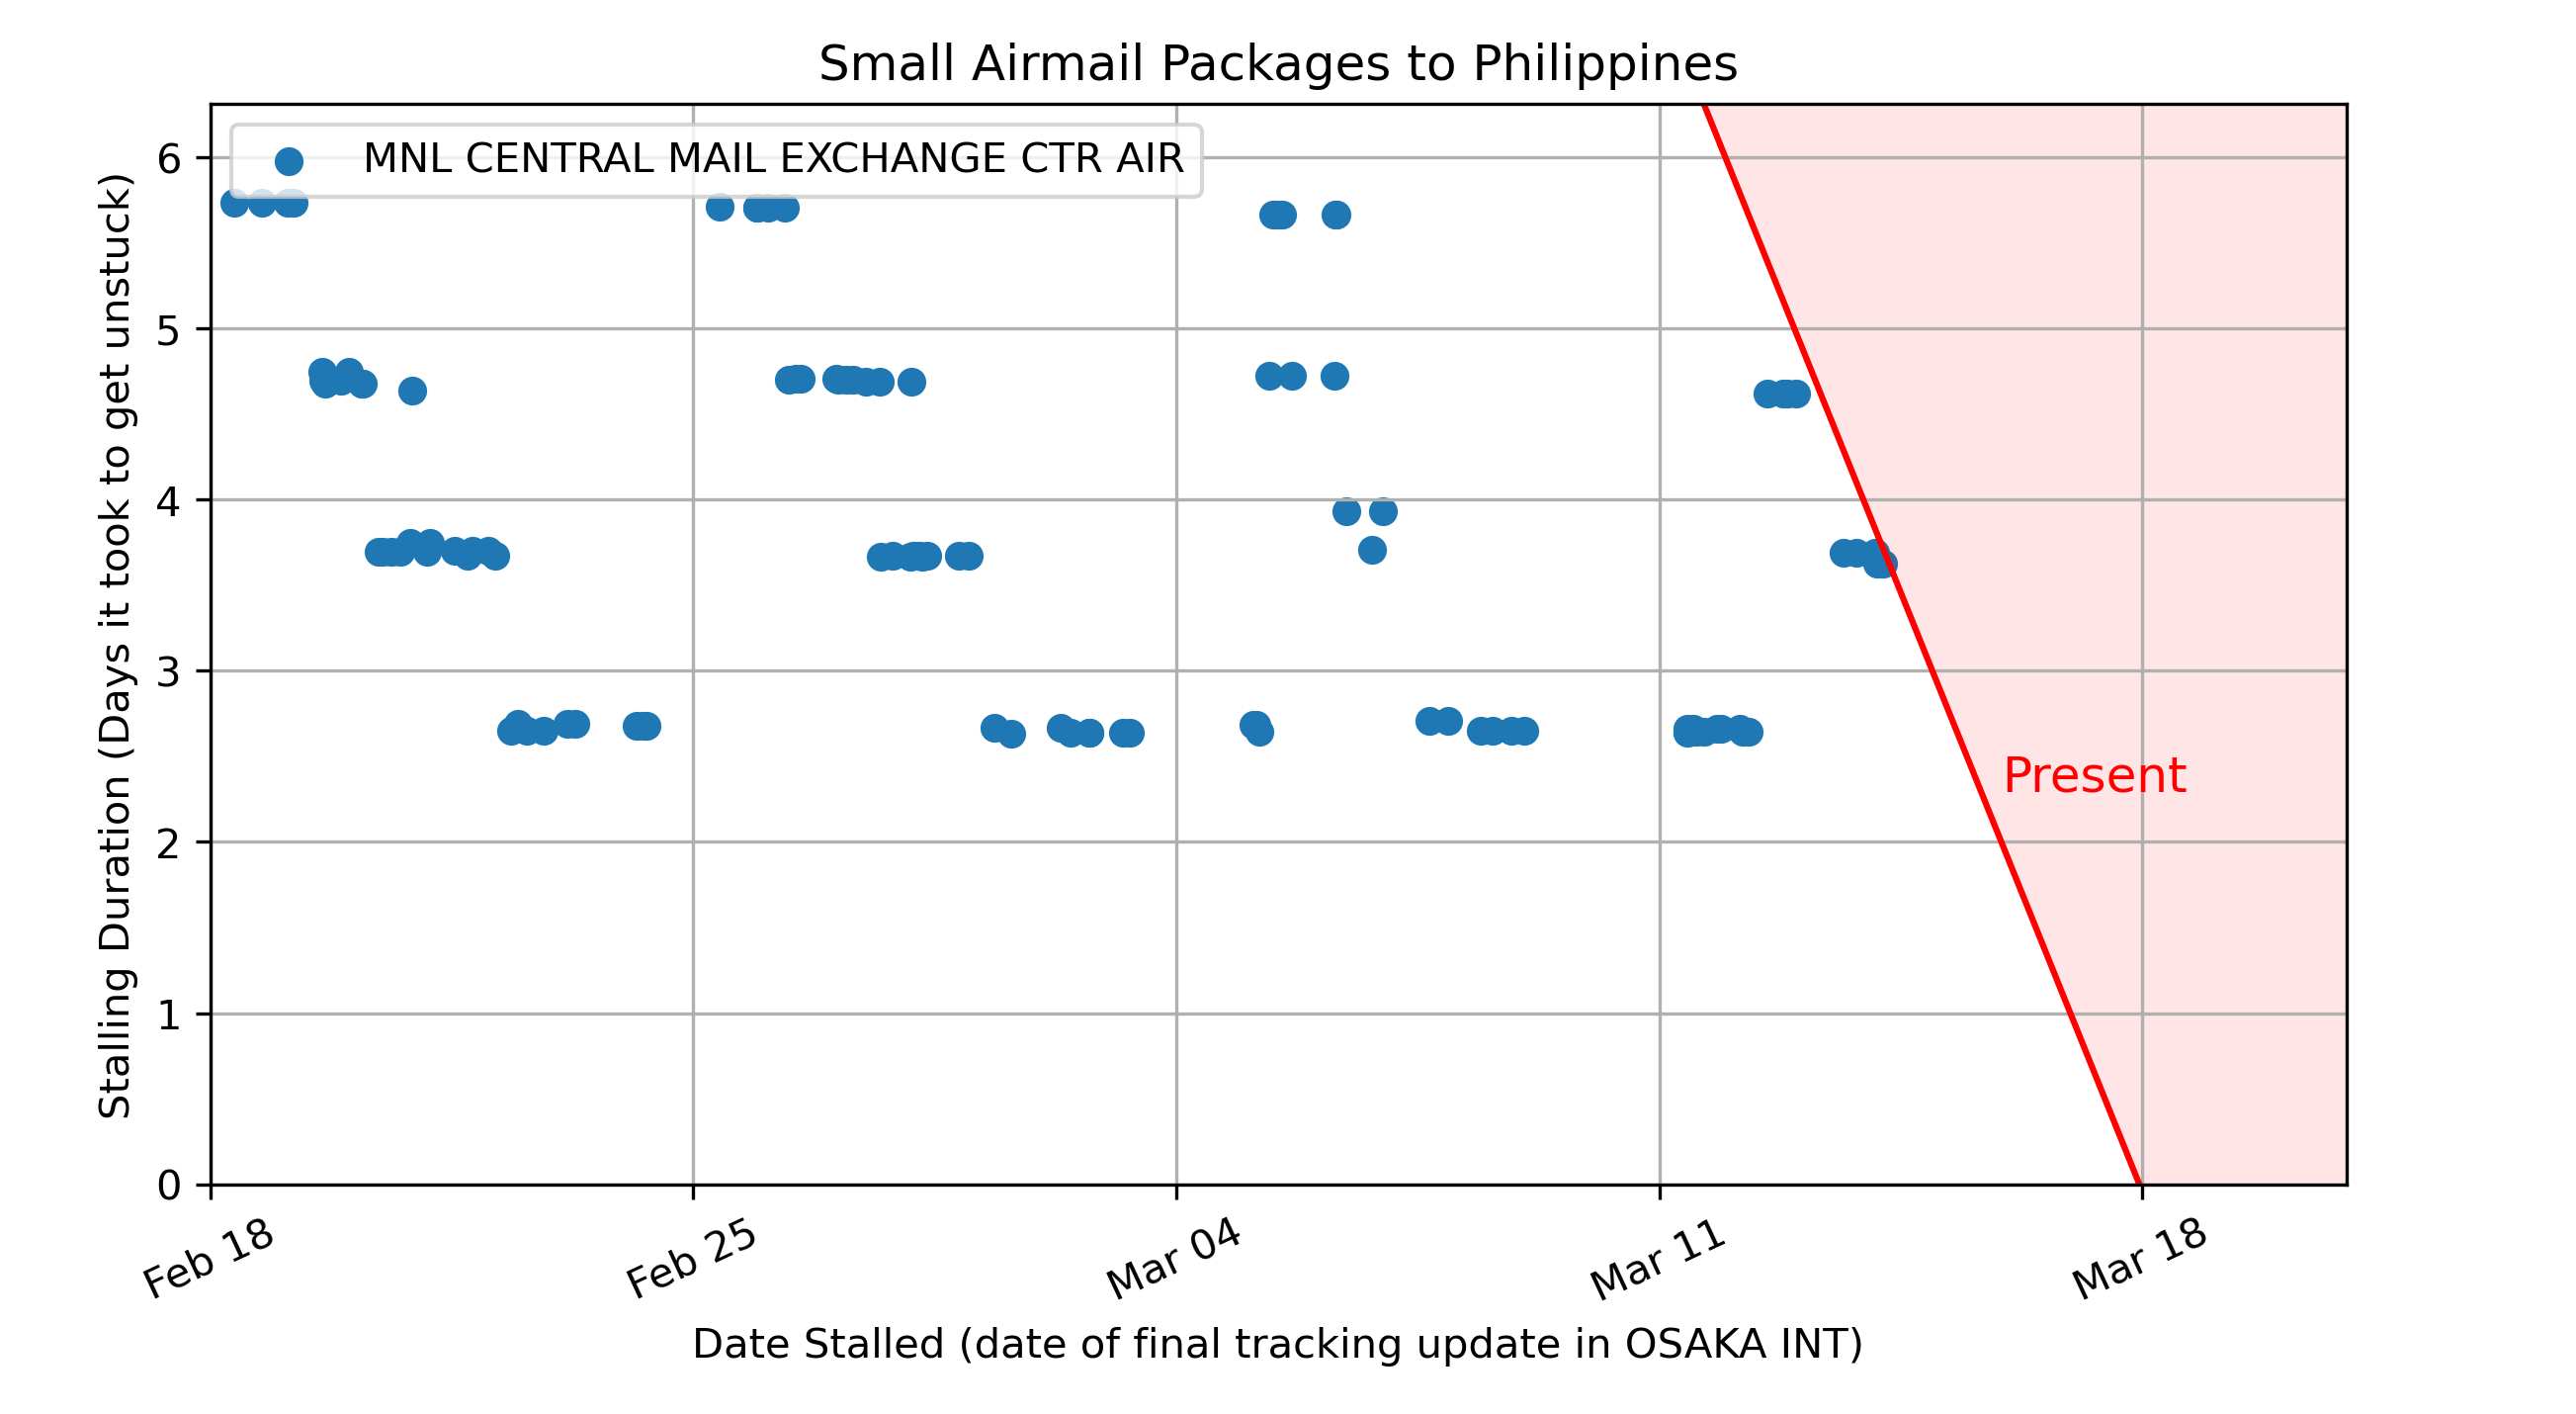 Small Airmail Packages to Philippines
MNL CENTRAL MAIL EXCHANGE CTR AIR
Stalling Duration (Days it took to get unstuck)
6
5
4
3
2
1
0
Present
Feb 18
Feb 25
Mar 04
Mar 11
Mar 18
Date Stalled (date of final tracking update in OSAKA INT)